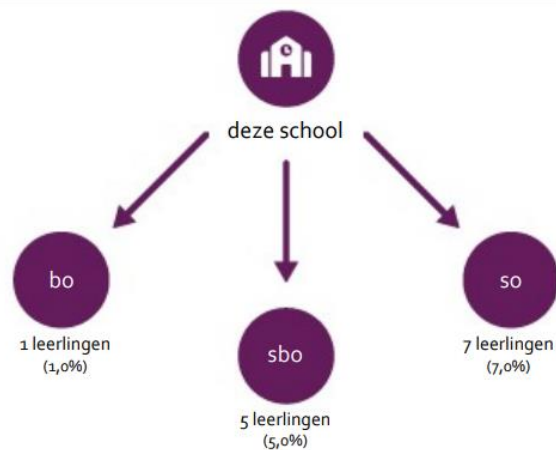 deze school
bo
1 leerlingen
(1,0%)
sbo
5 leerlingen
(5,0%)
so
7 leerlingen
(7,0%)